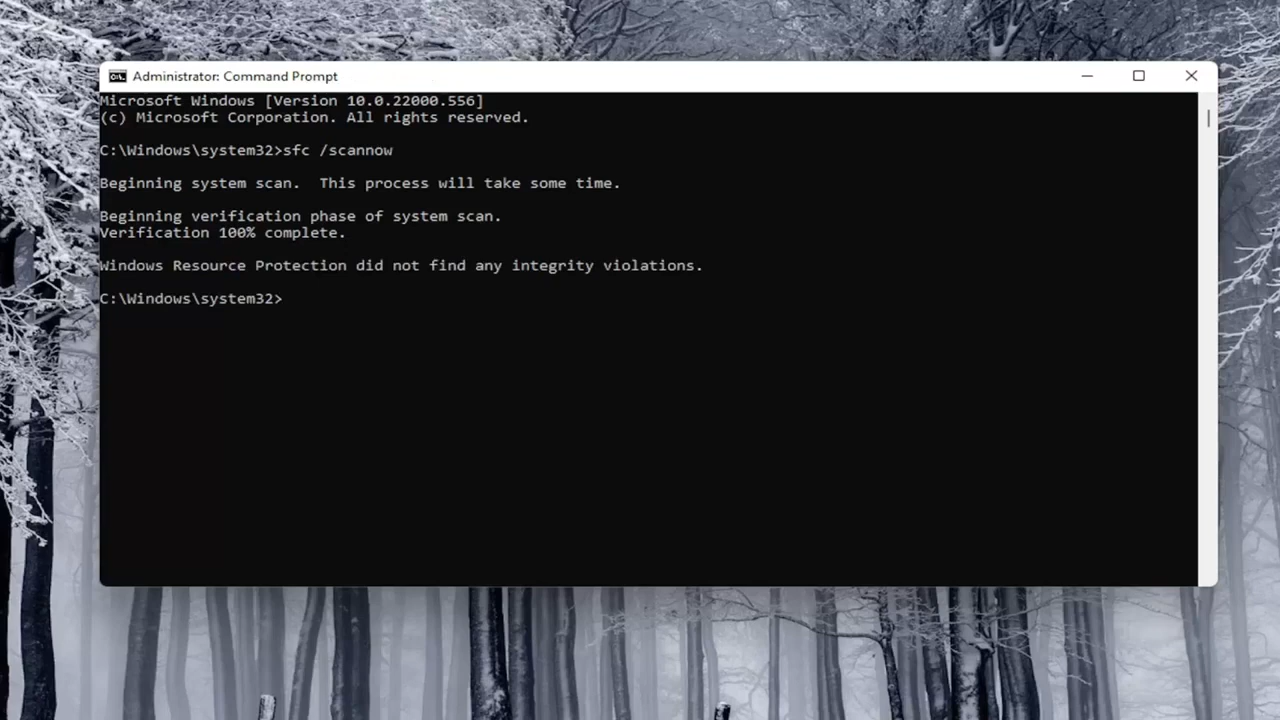 Administrator: Command Prompt
Microsoft Windows [Version 10.0.22000.556]
(c) Microsoft Corporation. All rights reserved.
C:\Windows\system32>sfc /scannow
Beginning system scan.  This process will take some time.
Beginning verification phase of system scan.
Verification 100% complete.
Windows Resource Protection did not find any integrity violations.
C:\Windows\system32>